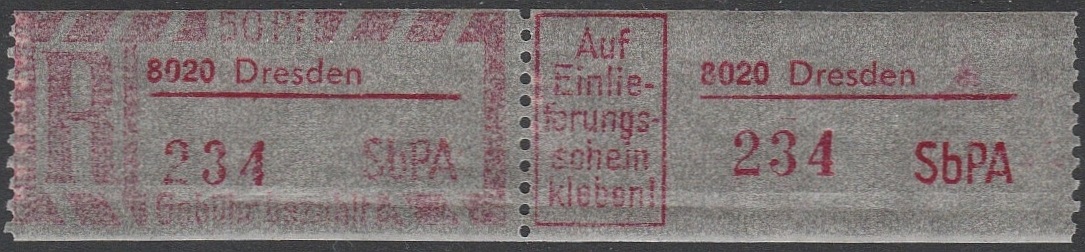 50 Pf
R
8020 Dresden
234 SbPA
Gebühr bezahlt
Auf
Einlie-
ferungs-
schein
kleben!
8020 Dresden
234 SbPA